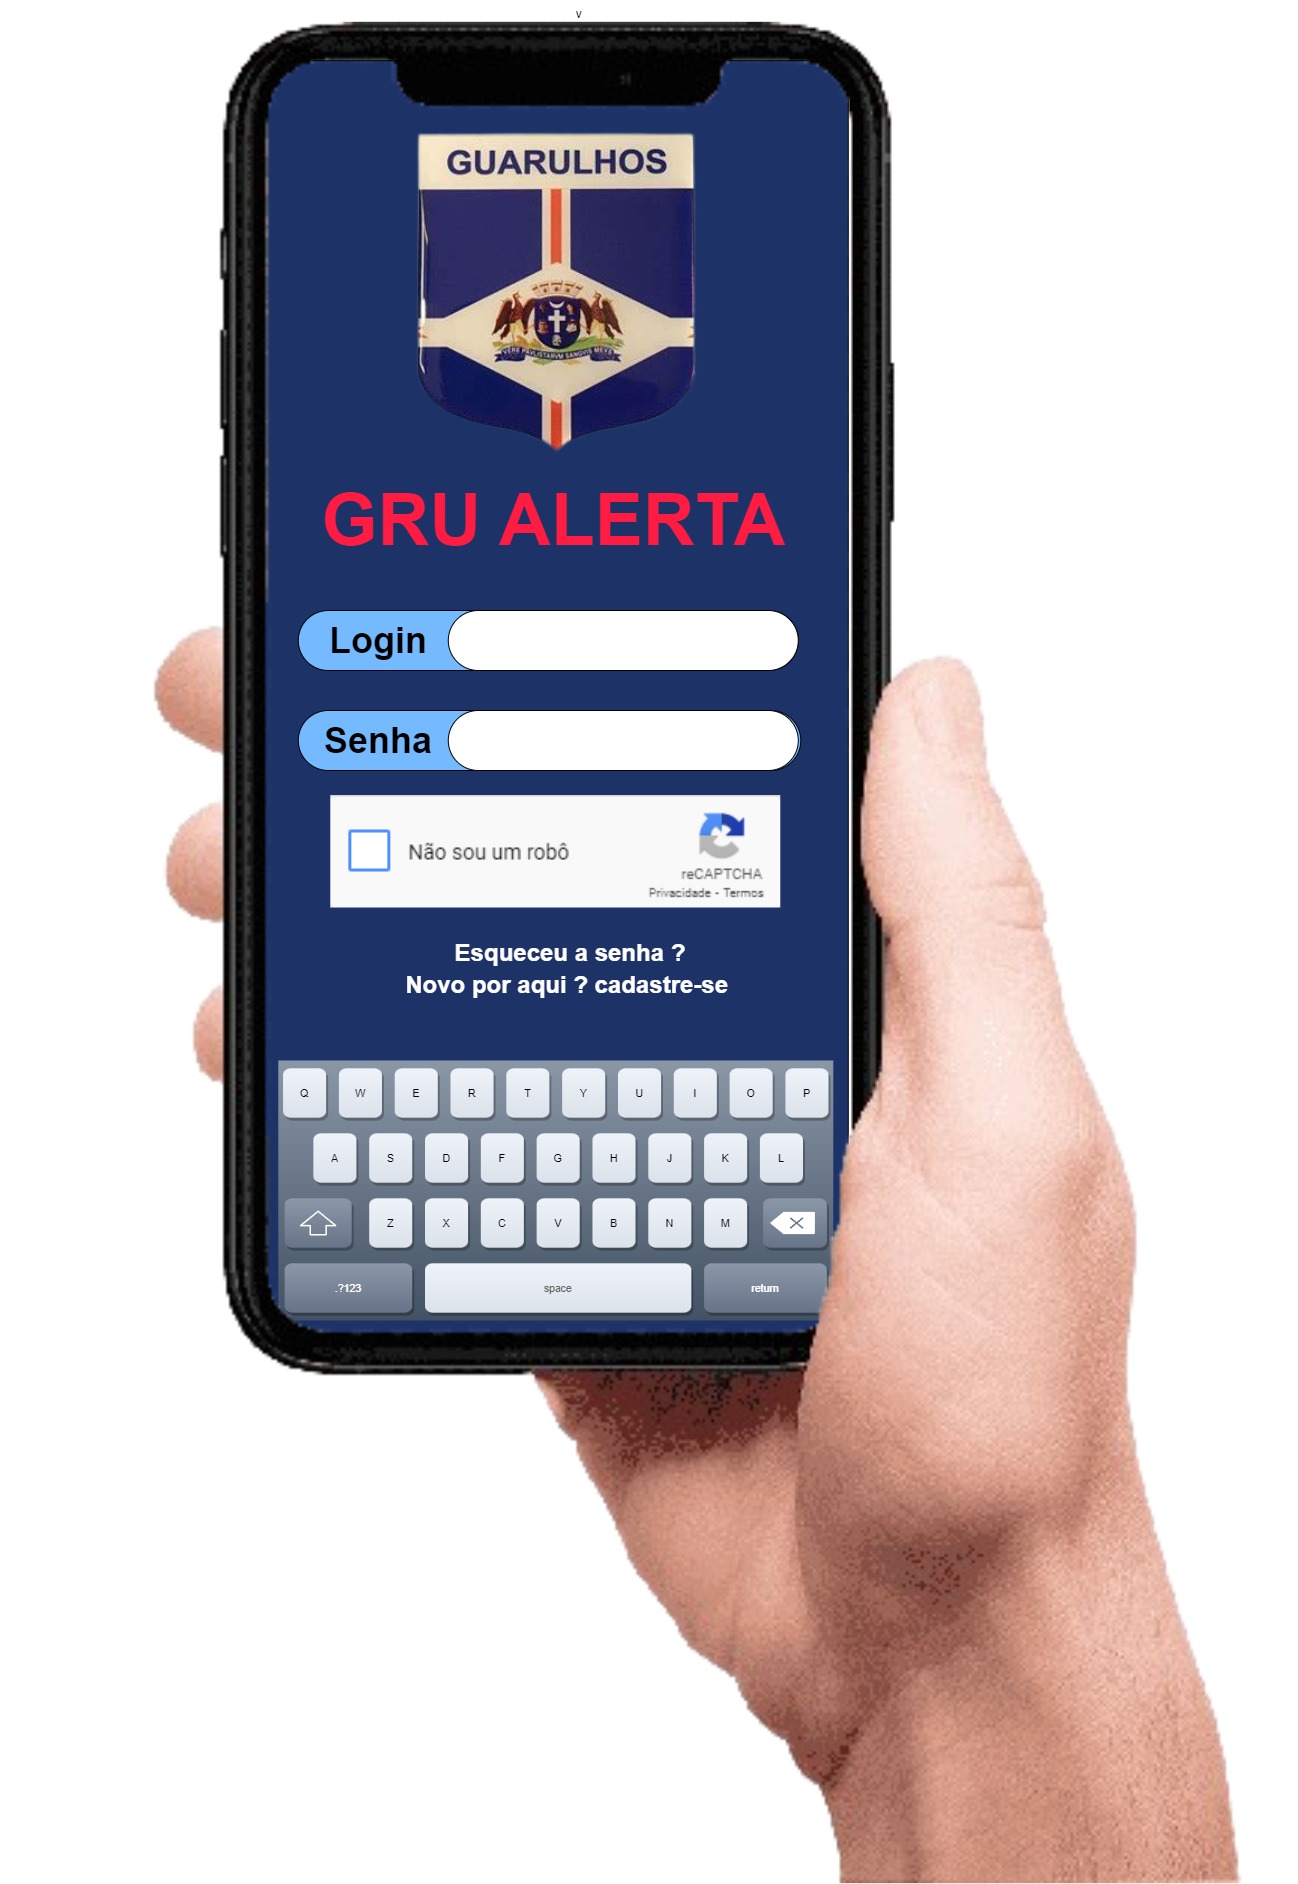 v
GUARULHOS
VERE PAVLISTARVM SANGVIS MEVS
GRU ALERTA
Login
Senha
Não sou um robô
reCAPTCHA
Privacidade - Termos
Esqueceu a senha ?
Novo por aqui ? cadastre-se
Q W E R T Y U I O P
A S D F G H J K L
Z X C V B N M
.?123 space return